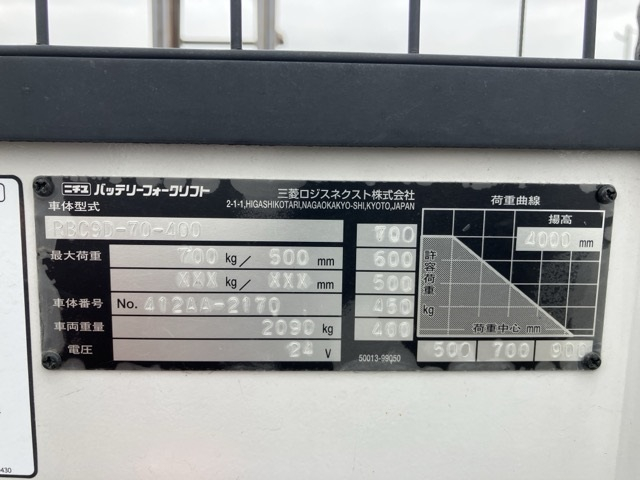 ニチユ バッテリーフォークリフト
三菱ロジスネクスト株式会社
2-1-1,HIGASHIKOTARI,NAGAOKAKYO-SHI,KYOTO,JAPAN
車体型式
RBC9D-70-400
最大荷重 700 kg/ 500 mm
XXX kg/ XXX mm
車体番号 No. 412AA-2170
車両重量 2090 kg
電圧 24 V
700
600
500
450
400
50013-99050
荷重曲線
揚高
4000 mm
許容荷重 kg
荷重中心 mm
500 700 900
430